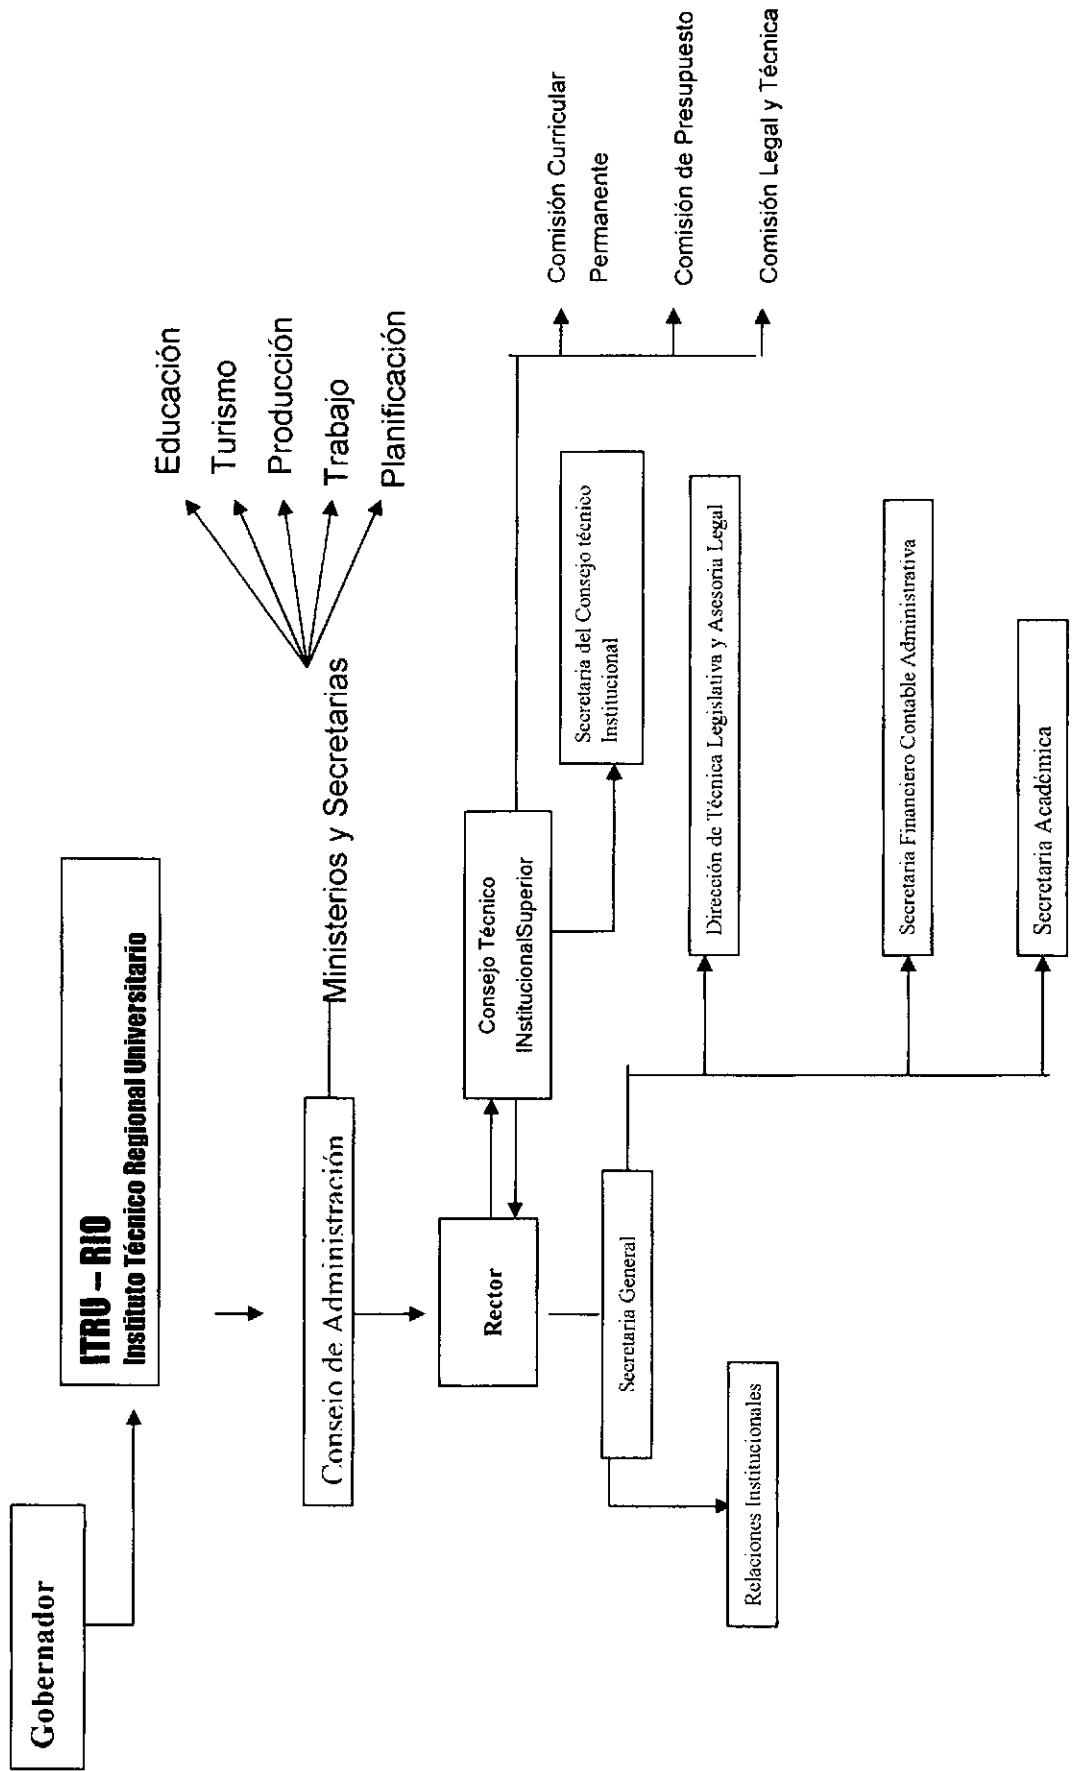 Gobernador
ITRU – RIO
Instituto Técnico Regional Universitario
Educación
Turismo
Producción
Trabajo
Planificación
Consejo de Administración
Ministerios y Secretarias
Rector
Consejo Técnico
INstitucionalSuperior
Comisión Curricular
Permanente
Comisión de Presupuesto
Comisión Legal y Técnica
Secretaria del Consejo técnico
Institucional
Secretaria General
Dirección de Técnica Legislativa y Asesoria Legal
Relaciones Institucionales
Secretaria Financiero Contable Administrativa
Secretaria Académica